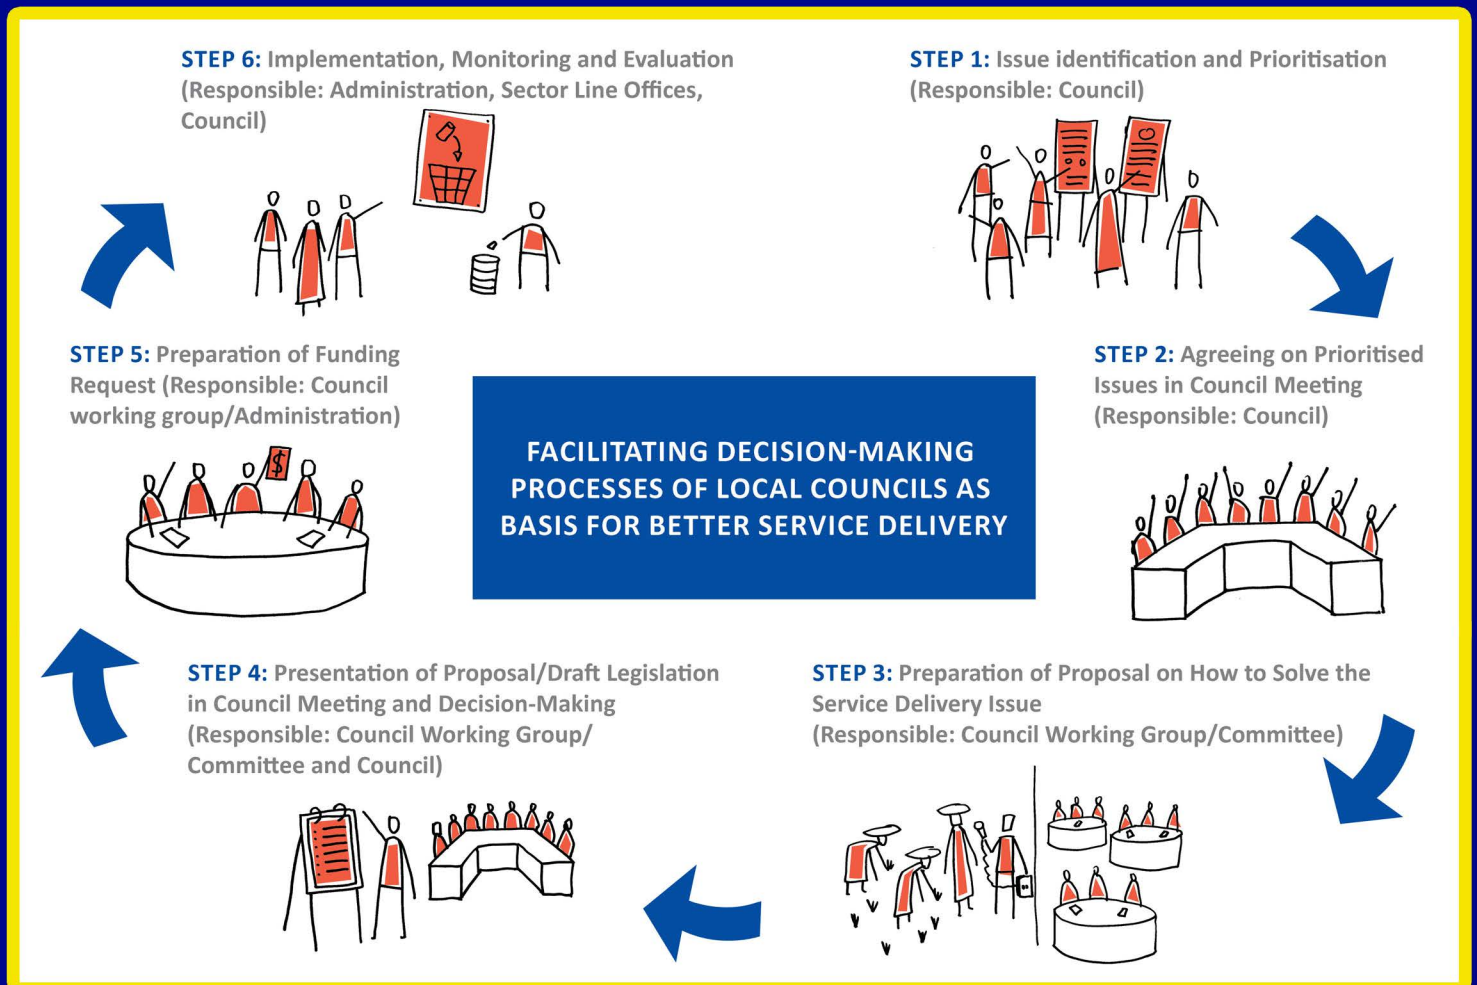 STEP 6: Implementation, Monitoring and Evaluation
(Responsible: Administration, Sector Line Offices,
Council)
STEP 1: Issue identification and Prioritisation
(Responsible: Council)
STEP 5: Preparation of Funding
Request (Responsible: Council
working group/Administration)
$
STEP 2: Agreeing on Prioritised
Issues in Council Meeting
(Responsible: Council)
FACILITATING DECISION-MAKING
PROCESSES OF LOCAL COUNCILS AS
BASIS FOR BETTER SERVICE DELIVERY
STEP 4: Presentation of Proposal/Draft Legislation
in Council Meeting and Decision-Making
(Responsible: Council Working Group/
Committee and Council)
STEP 3: Preparation of Proposal on How to Solve the
Service Delivery Issue
(Responsible: Council Working Group/Committee)